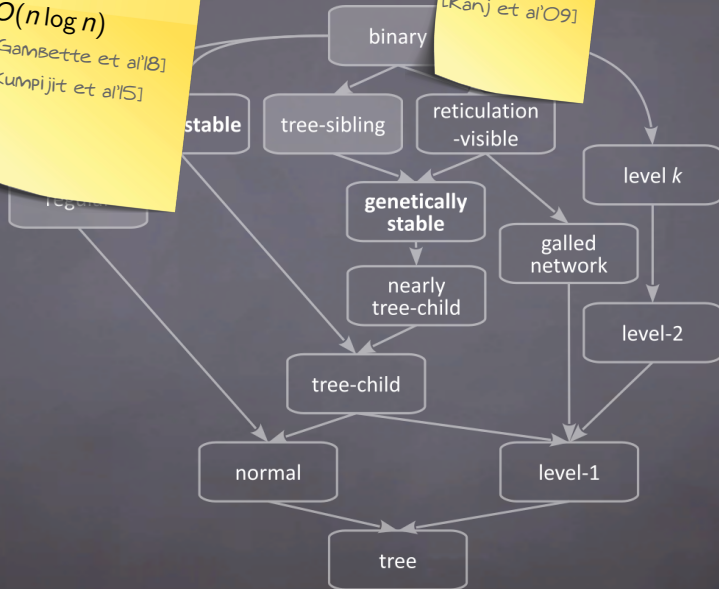 O(n log n)
[Gambette et al'18]
[Kumpijit et al'15]
[Kanj et al'09]
binary
stable
tree-sibling
reticulation
-visible
level k
genetically
stable
galled
network
nearly
tree-child
level-2
tree-child
normal
level-1
tree